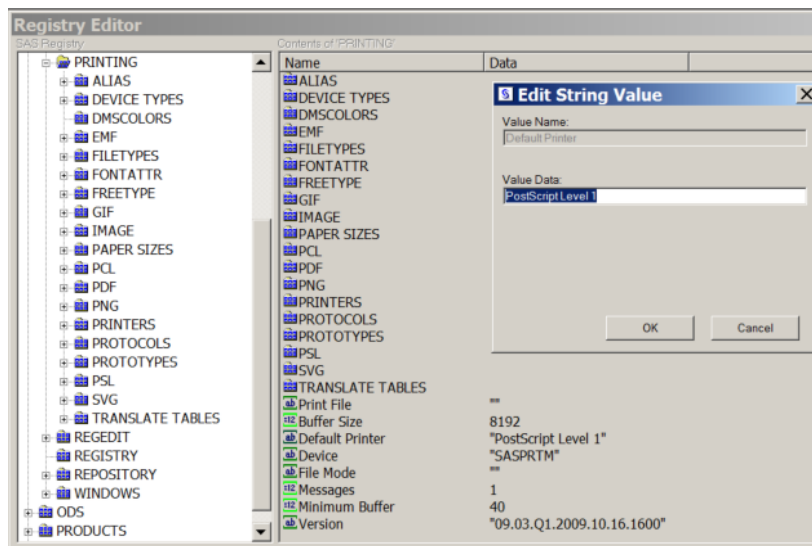 Registry Editor
SAS Registry
PRINTING
ALIAS
DEVICE TYPES
DMSCOLORS
EMF
FILETYPES
FONTATTR
FREETYPE
GIF
IMAGE
PAPER SIZES
PCL
PDF
PNG
PRINTERS
PROTOCOLS
PROTOTYPES
PSL
SVG
TRANSLATE TABLES
REGEDIT
REGISTRY
REPOSITORY
WINDOWS
ODS
PRODUCTS
Contents of 'PRINTING'
Name Data
ALIAS
DEVICE TYPES
DMSCOLORS
EMF
FILETYPES
FONTATTR
FREETYPE
GIF
IMAGE
PAPER SIZES
PCL
PDF
PNG
PRINTERS
PROTOCOLS
PROTOTYPES
PSL
SVG
TRANSLATE TABLES
Print File ""
Buffer Size 8192
Default Printer "PostScript Level 1"
Device "SASPRTM"
File Mode ""
Messages 1
Minimum Buffer 40
Version "09.03.Q1.2009.10.16.1600"
Edit String Value
Value Name:
Default Printer
Value Data:
PostScript Level 1
OK Cancel